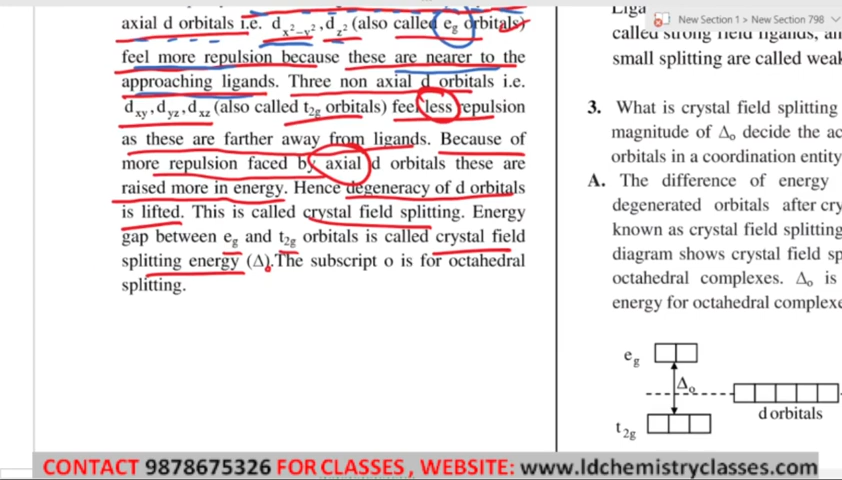 axial d orbitals i.e. dx²−y², dz² (also called eg orbitals)
feel more repulsion because these are nearer to the
approaching ligands. Three non axial d orbitals i.e.
dxy, dyz, dxz (also called t2g orbitals) feel less repulsion
as these are farther away from ligands. Because of
more repulsion faced by axial d orbitals these are
raised more in energy. Hence degeneracy of d orbitals
is lifted. This is called crystal field splitting. Energy
gap between eg and t2g orbitals is called crystal field
splitting energy (Δ). The subscript o is for octahedral
splitting.
New Section 1 > New Section 798
called strong field ligands, an
small splitting are called weak
3. What is crystal field splitting
magnitude of Δo decide the ac
orbitals in a coordination entity
A. The difference of energy
degenerated orbitals after cry
known as crystal field splitting
diagram shows crystal field sp
octahedral complexes. Δo is
energy for octahedral complexe
eg
Δo
d orbitals
t2g
CONTACT 9878675326 FOR CLASSES , WEBSITE: www.ldchemistryclasses.com